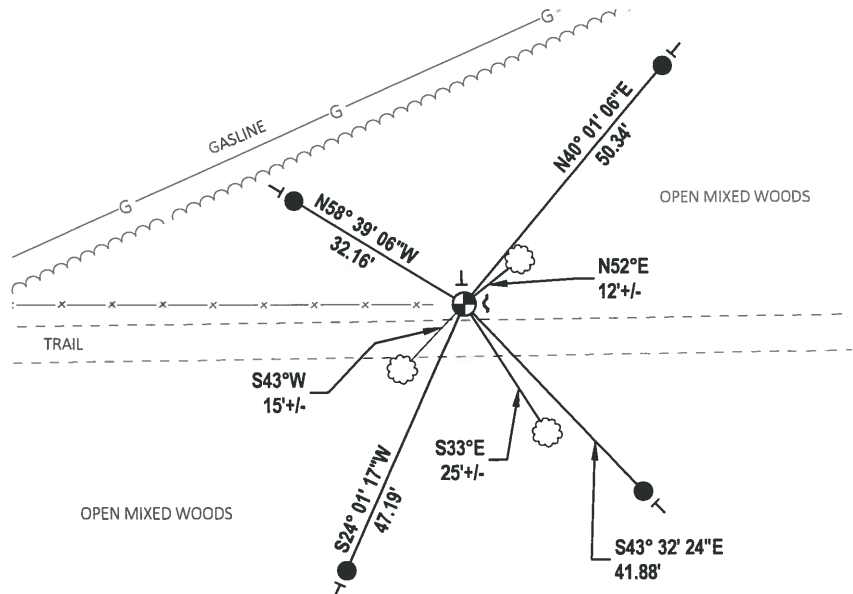 G
G
GASLINE
G
N40° 01' 06"E
50.34'
OPEN MIXED WOODS
N58° 39' 06"W
32.16'
N52°E
12'+/-
TRAIL
S43°W
15'+/-
S33°E
25'+/-
S24° 01' 17"W
47.19'
OPEN MIXED WOODS
S43° 32' 24"E
41.88'